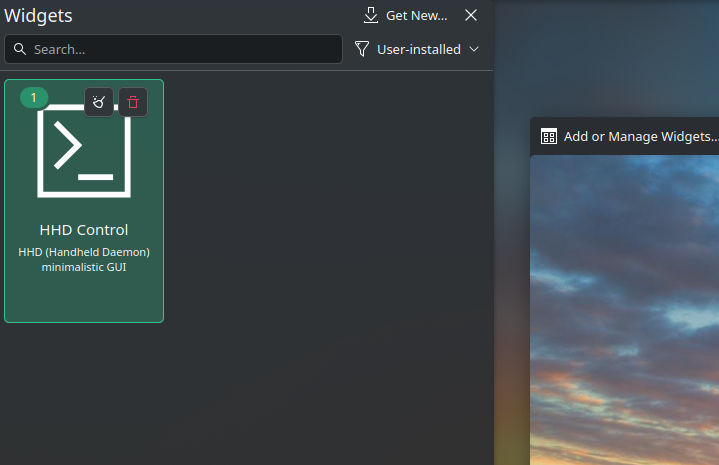 Widgets
Get New...
Search...
User-installed
1
HHD Control
HHD (Handheld Daemon)
minimalistic GUI
Add or Manage Widgets...